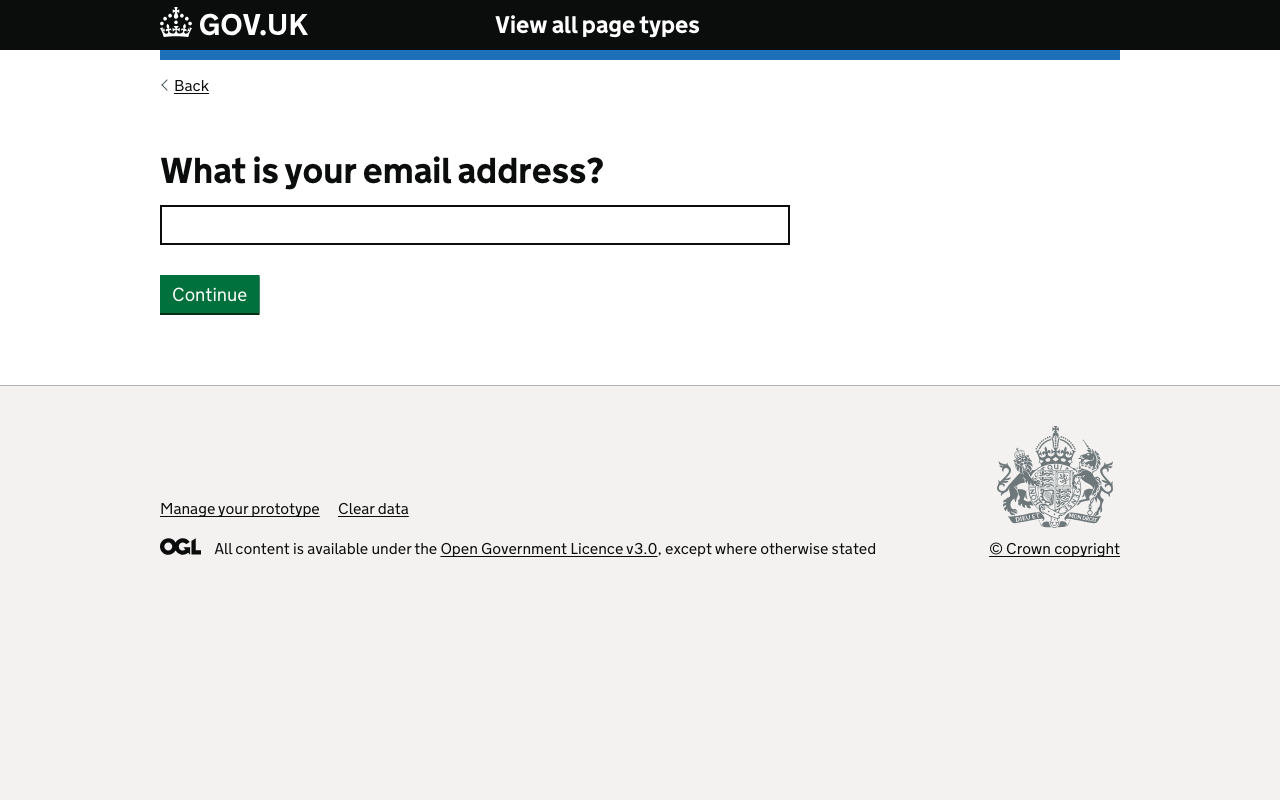 GOV.UK View all page types
Back
What is your email address?
Continue
Manage your prototype Clear data
OGL All content is available under the Open Government Licence v3.0, except where otherwise stated
© Crown copyright